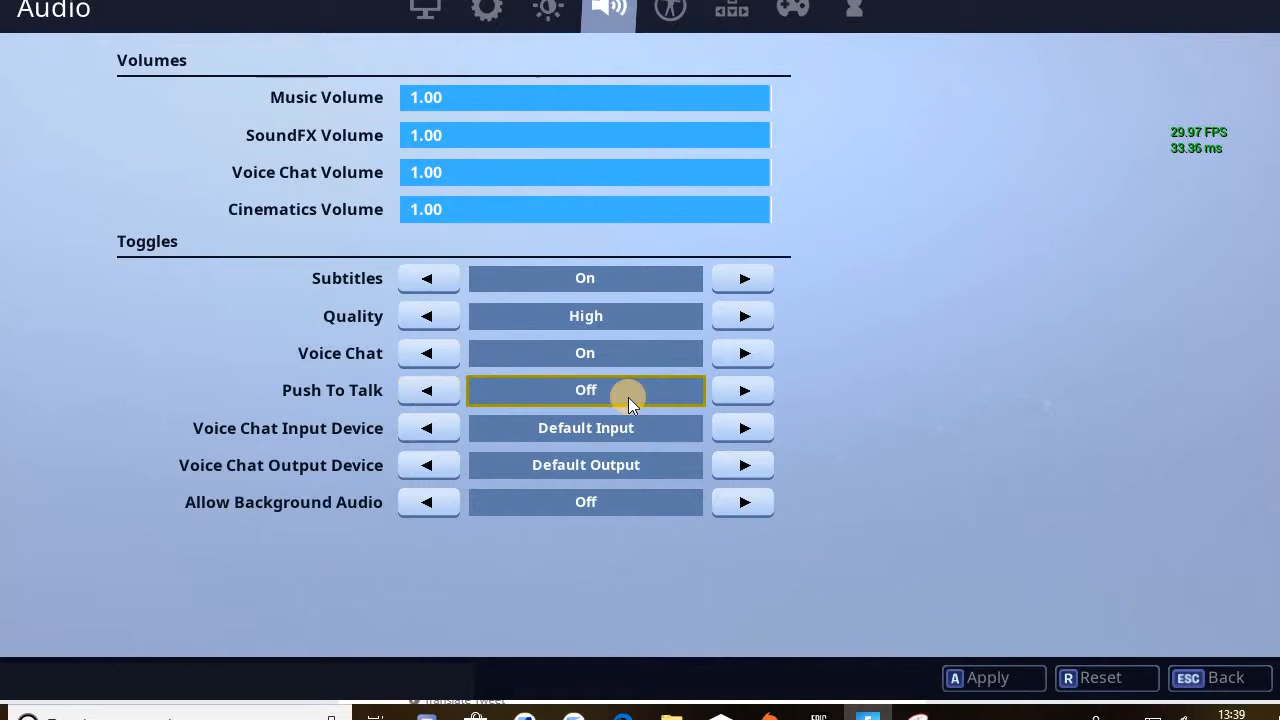 Audio
Volumes
Music Volume 1.00
SoundFX Volume 1.00
Voice Chat Volume 1.00
Cinematics Volume 1.00
29.97 FPS
33.36 ms
Toggles
Subtitles On
Quality High
Voice Chat On
Push To Talk Off
Voice Chat Input Device Default Input
Voice Chat Output Device Default Output
Allow Background Audio Off
A Apply R Reset ESC Back
Translate Tweet
EPIC
13:39